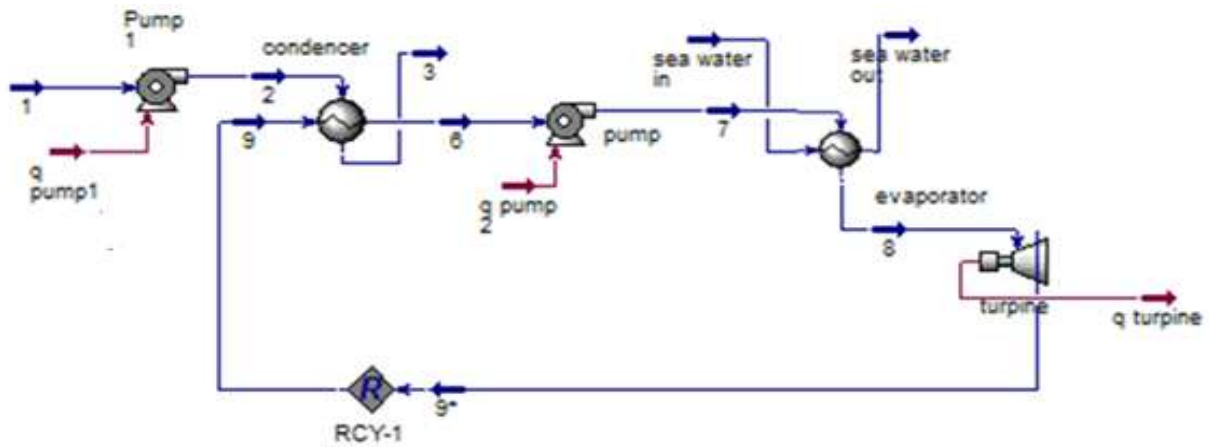 Pump
1
condencer
3
sea water
in
sea water
out
1
2
9
6
pump
7
q
pump1
q pump
2
evaporator
8
turpine
q turpine
R
9*
RCY-1